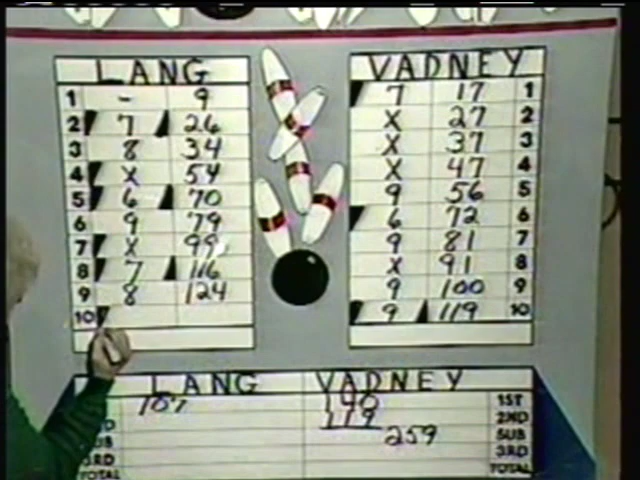 LANG
1 - 9
2 7 26
3 8 34
4 X 54
5 6 70
6 9 79
7 X 99
8 7 116
9 8 124
10
VADNEY
7 17 1
X 27 2
X 37 3
X 47 4
9 56 5
6 72 6
9 81 7
X 91 8
9 100 9
9 119 10
LANG VADNEY
107 140 1ST
119 2ND
259 SUB
3RD 3RD
TOTAL TOTAL